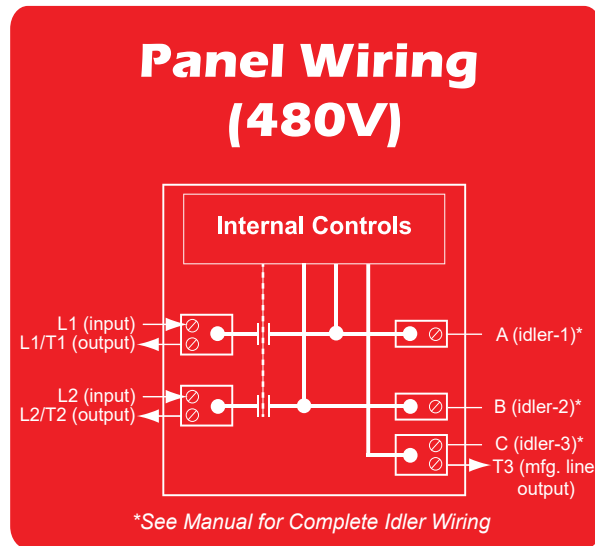 Panel Wiring
(480V)
Internal Controls
L1 (input)
L1/T1 (output)
A (idler-1)*
L2 (input)
L2/T2 (output)
B (idler-2)*
C (idler-3)*
T3 (mfg. line
output)
*See Manual for Complete Idler Wiring